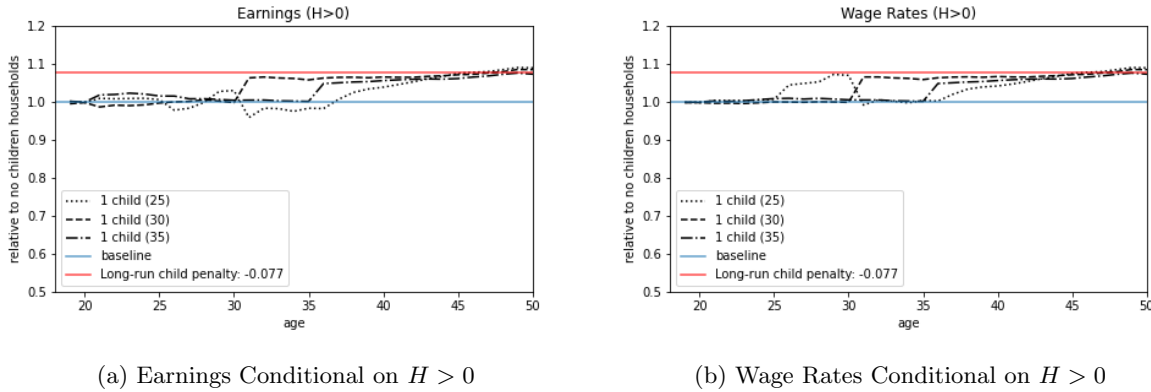 Earnings (H>0)
1.2
1.1
1.0
0.9
0.8
0.7
0.6
0.5
relative to no children households
1 child (25)
1 child (30)
1 child (35)
baseline
Long-run child penalty: -0.077
20 25 30 35 40 45 50
age
(a) Earnings Conditional on H > 0
Wage Rates (H>0)
1.2
1.1
1.0
0.9
0.8
0.7
0.6
0.5
relative to no children households
1 child (25)
1 child (30)
1 child (35)
baseline
Long-run child penalty: -0.077
20 25 30 35 40 45 50
age
(b) Wage Rates Conditional on H > 0